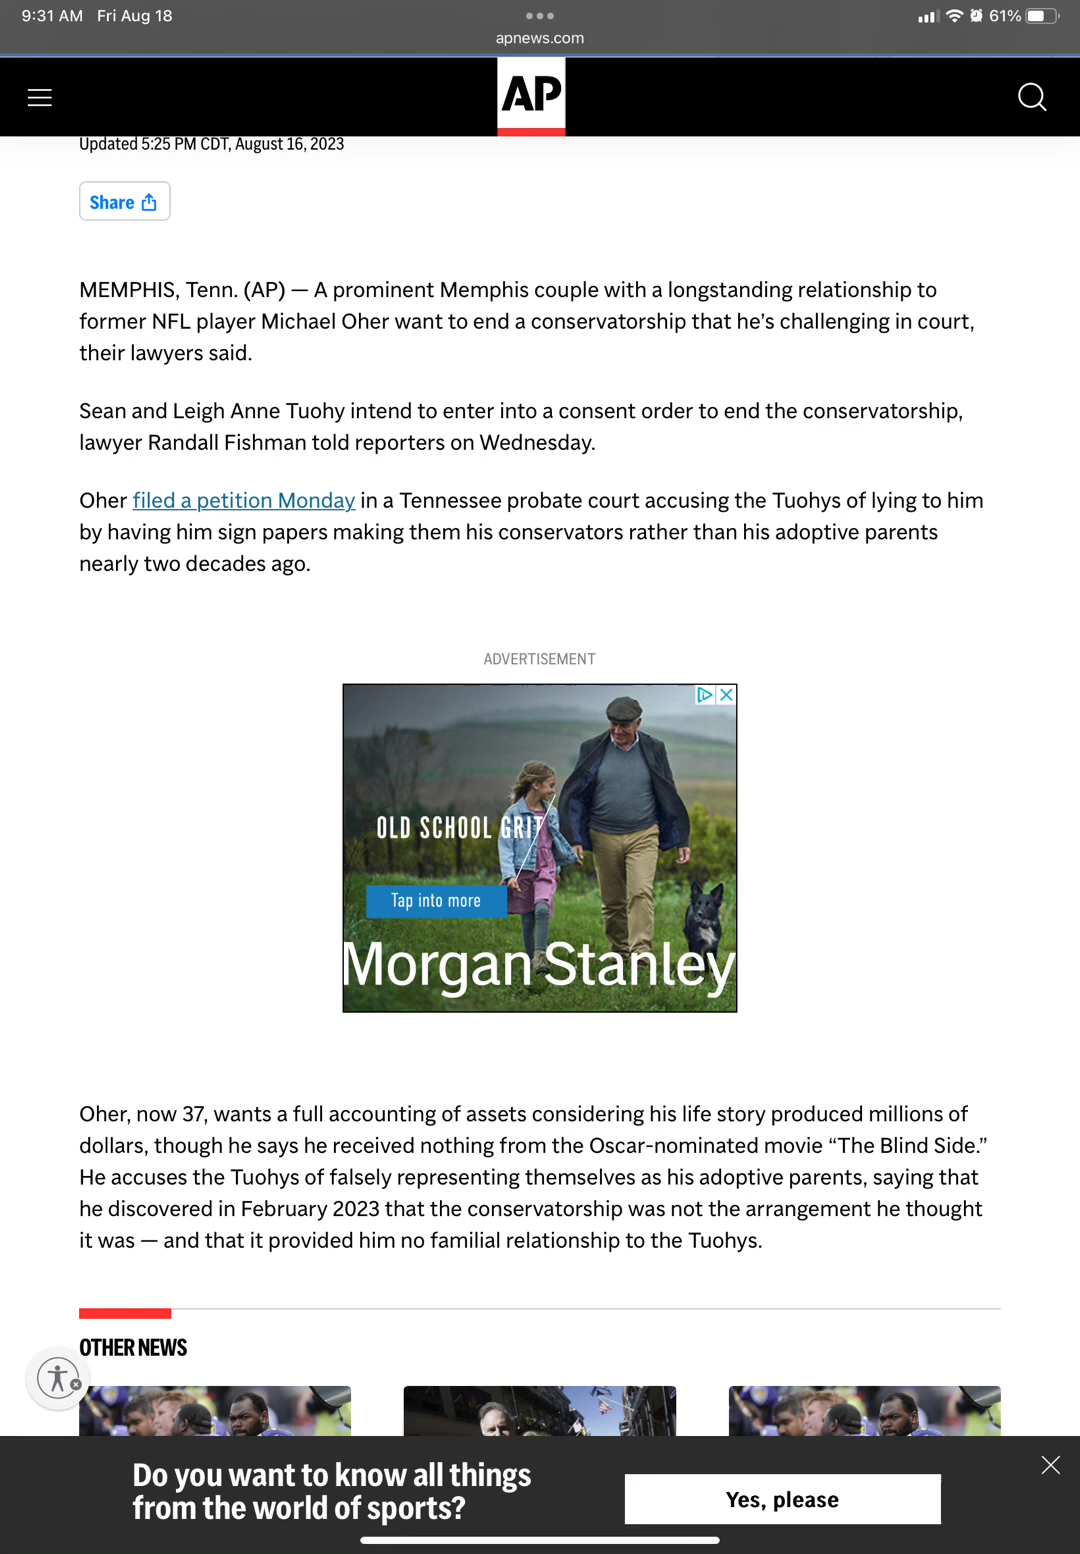 9:31 AM Fri Aug 18
61%
apnews.com
AP
Updated 5:25 PM CDT, August 16, 2023
Share
MEMPHIS, Tenn. (AP) — A prominent Memphis couple with a longstanding relationship to
former NFL player Michael Oher want to end a conservatorship that he’s challenging in court,
their lawyers said.
Sean and Leigh Anne Tuohy intend to enter into a consent order to end the conservatorship,
lawyer Randall Fishman told reporters on Wednesday.
Oher filed a petition Monday in a Tennessee probate court accusing the Tuohys of lying to him
by having him sign papers making them his conservators rather than his adoptive parents
nearly two decades ago.
ADVERTISEMENT
OLD SCHOOL GRIT
Tap into more
Morgan Stanley
Oher, now 37, wants a full accounting of assets considering his life story produced millions of
dollars, though he says he received nothing from the Oscar-nominated movie “The Blind Side.”
He accuses the Tuohys of falsely representing themselves as his adoptive parents, saying that
he discovered in February 2023 that the conservatorship was not the arrangement he thought
it was — and that it provided him no familial relationship to the Tuohys.
OTHER NEWS
Do you want to know all things
from the world of sports?
Yes, please